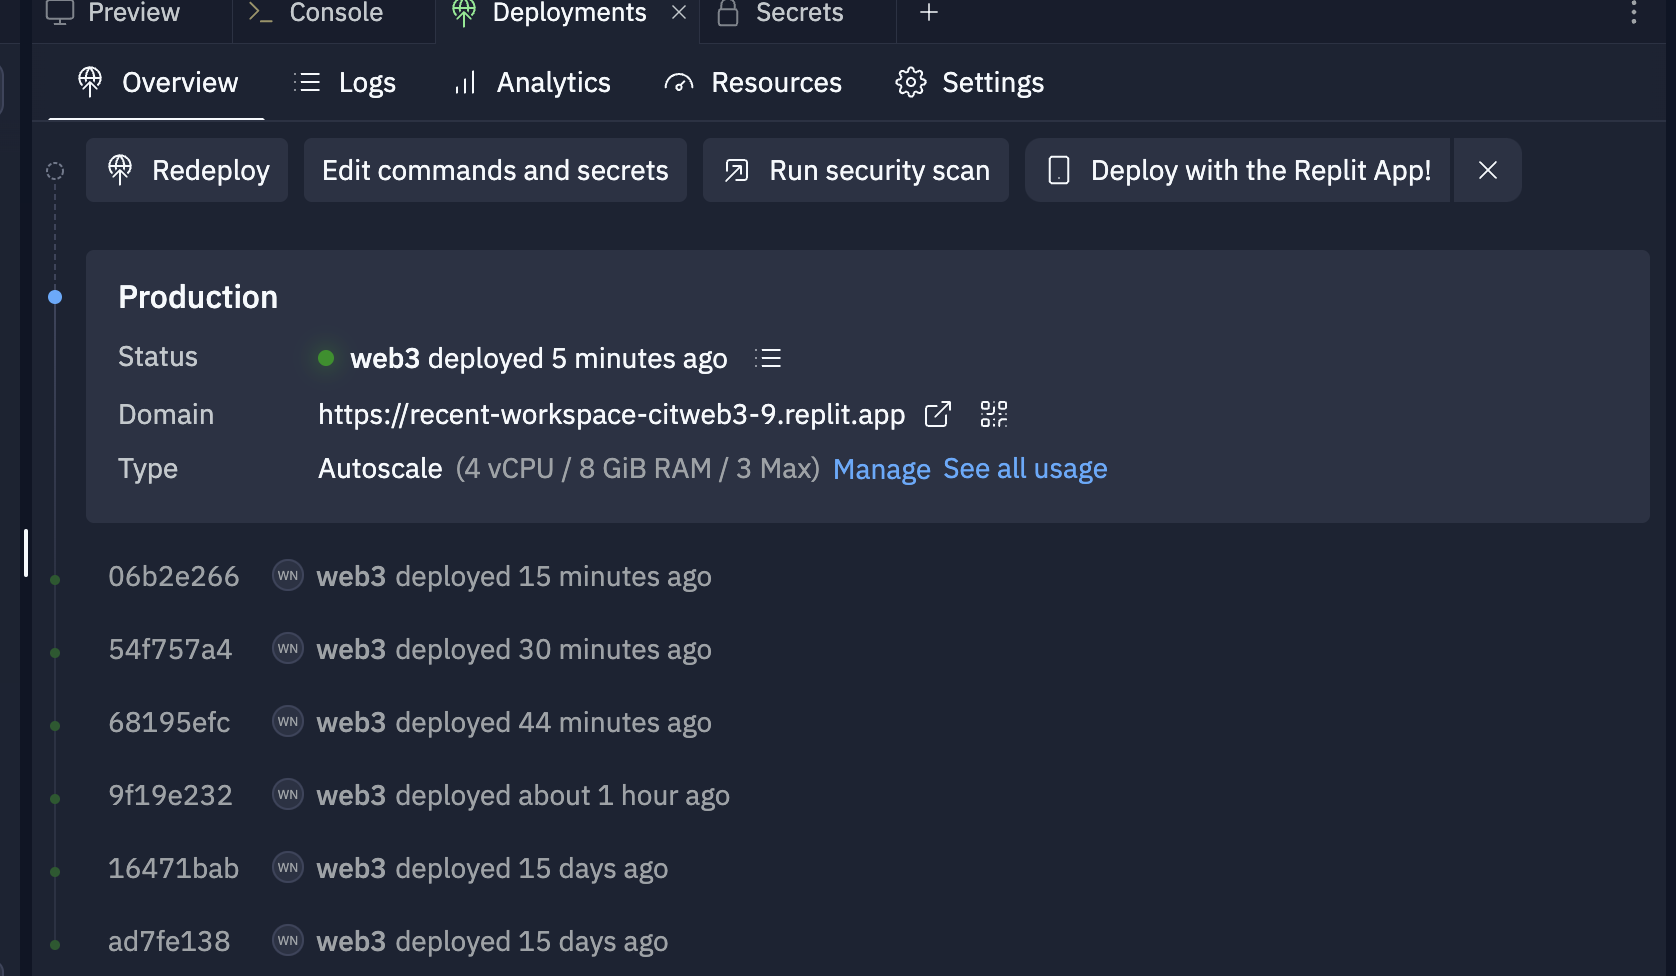 Preview Console Deployments Secrets
Overview Logs Analytics Resources Settings
Redeploy Edit commands and secrets Run security scan Deploy with the Replit App!
Production
Status web3 deployed 5 minutes ago
Domain https://recent-workspace-citweb3-9.replit.app
Type Autoscale (4 vCPU / 8 GiB RAM / 3 Max) Manage See all usage
06b2e266 WN web3 deployed 15 minutes ago
54f757a4 WN web3 deployed 30 minutes ago
68195efc WN web3 deployed 44 minutes ago
9f19e232 WN web3 deployed about 1 hour ago
16471bab WN web3 deployed 15 days ago
ad7fe138 WN web3 deployed 15 days ago